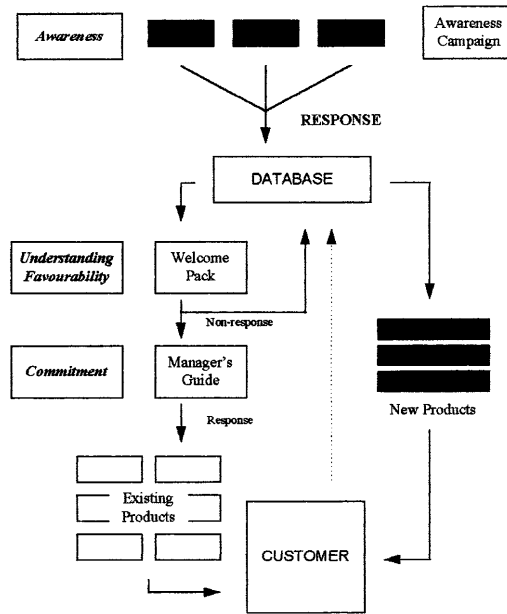 Awareness
Awareness
Campaign
RESPONSE
DATABASE
Understanding
Favourability
Welcome
Pack
Non-response
Commitment
Manager's
Guide
Response
New Products
Existing
Products
CUSTOMER